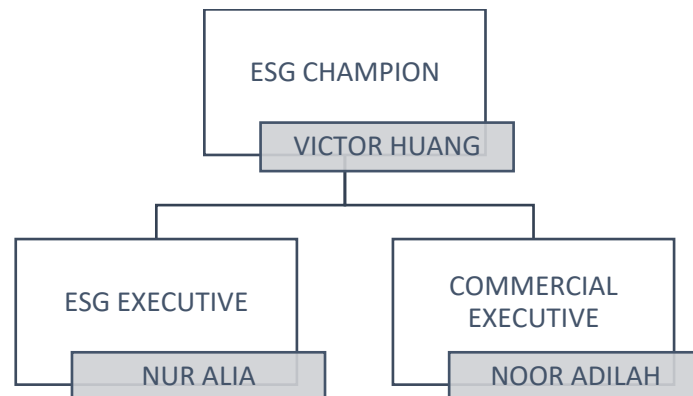 ESG CHAMPION
VICTOR HUANG
ESG EXECUTIVE
NUR ALIA
COMMERCIAL
EXECUTIVE
NOOR ADILAH